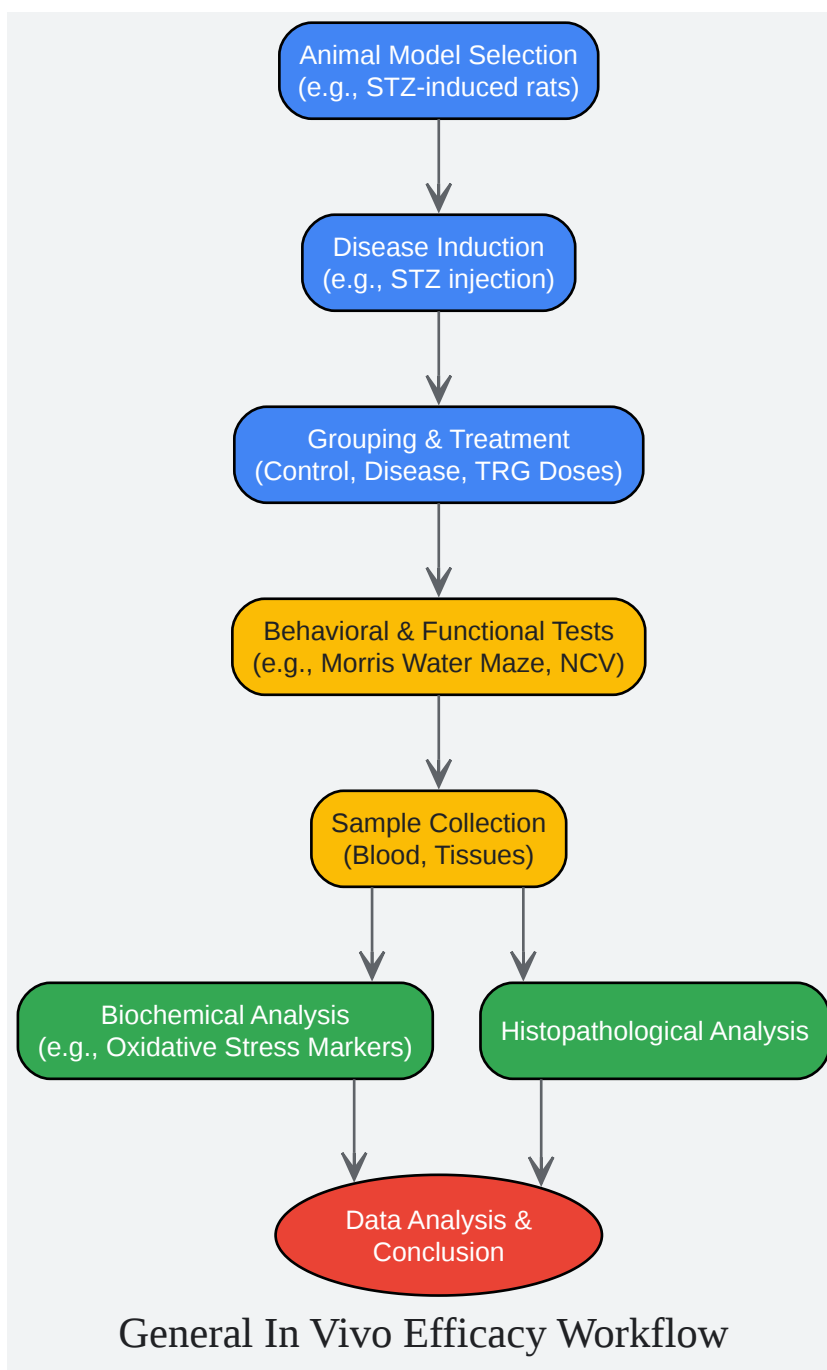 Animal Model Selection
(e.g., STZ-induced rats)
Disease Induction
(e.g., STZ injection)
Grouping & Treatment
(Control, Disease, TRG Doses)
Behavioral & Functional Tests
(e.g., Morris Water Maze, NCV)
Sample Collection
(Blood, Tissues)
Biochemical Analysis
(e.g., Oxidative Stress Markers)
Histopathological Analysis
Data Analysis &
Conclusion
General In Vivo Efficacy Workflow